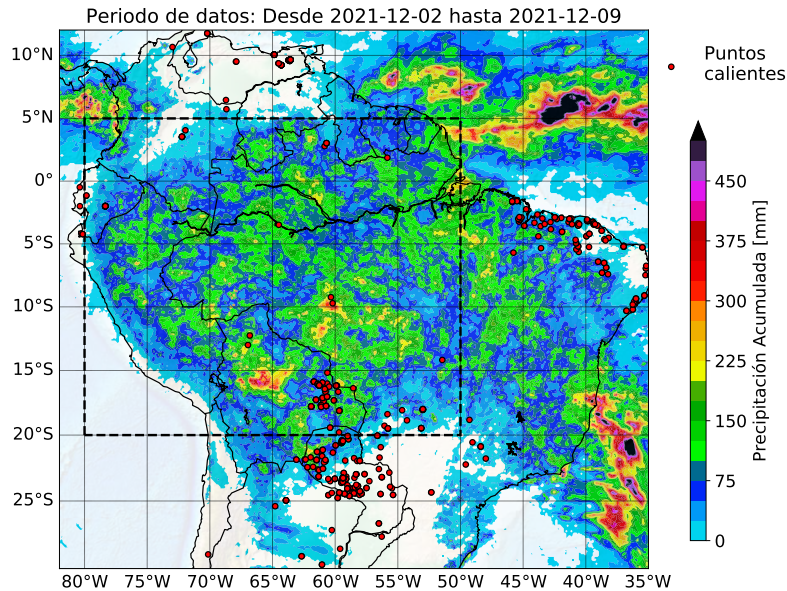 Periodo de datos: Desde 2021-12-02 hasta 2021-12-09
10°N
5°N
0°
5°S
10°S
15°S
20°S
25°S
80°W 75°W 70°W 65°W 60°W 55°W 50°W 45°W 40°W 35°W
Puntos
calientes
450
375
300
225
150
75
0
Precipitación Acumulada [mm]